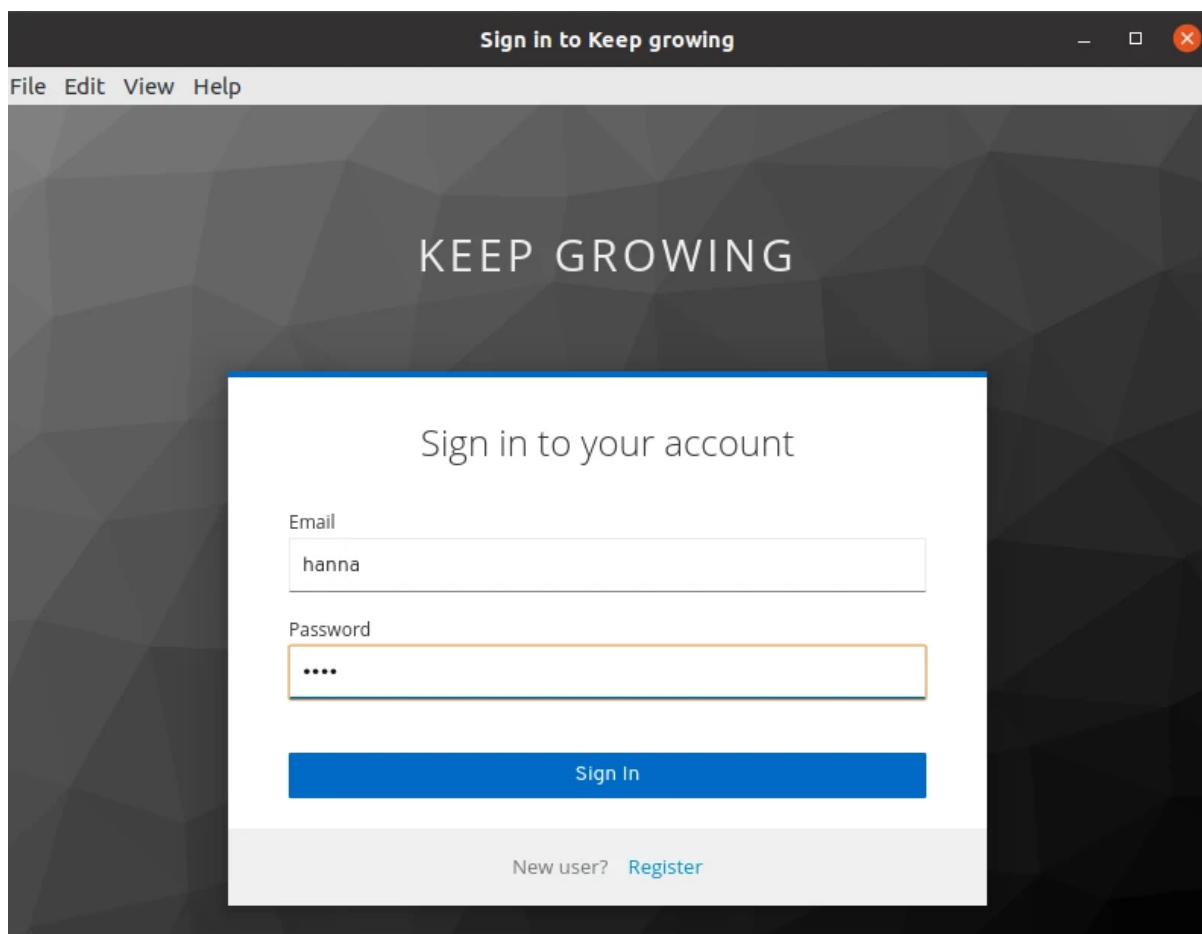 Sign in to Keep growing
File Edit View Help
KEEP GROWING
Sign in to your account
Email
hanna
Password
••••
Sign In
New user? Register